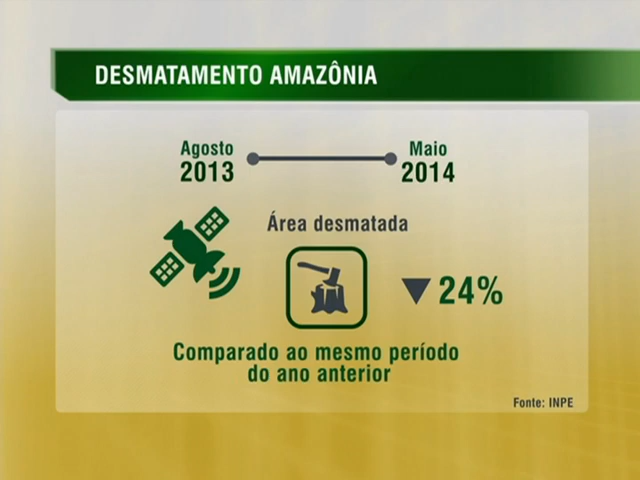 DESMATAMENTO AMAZÔNIA
Agosto
2013
Maio
2014
Área desmatada
24%
Comparado ao mesmo período
do ano anterior
Fonte: INPE